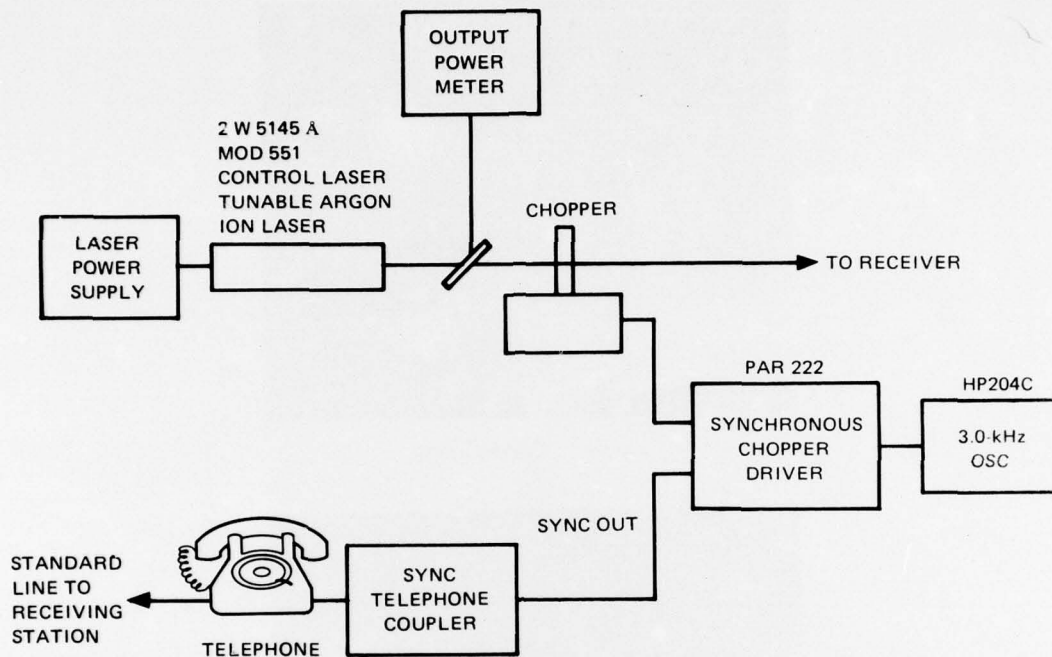 OUTPUT
POWER
METER
2 W 5145 Å
MOD 551
CONTROL LASER
TUNABLE ARGON
ION LASER
LASER
POWER
SUPPLY
CHOPPER
TO RECEIVER
PAR 222
SYNCHRONOUS
CHOPPER
DRIVER
HP204C
3.0-kHz
OSC
SYNC OUT
STANDARD
LINE TO
RECEIVING
STATION
TELEPHONE
SYNC
TELEPHONE
COUPLER